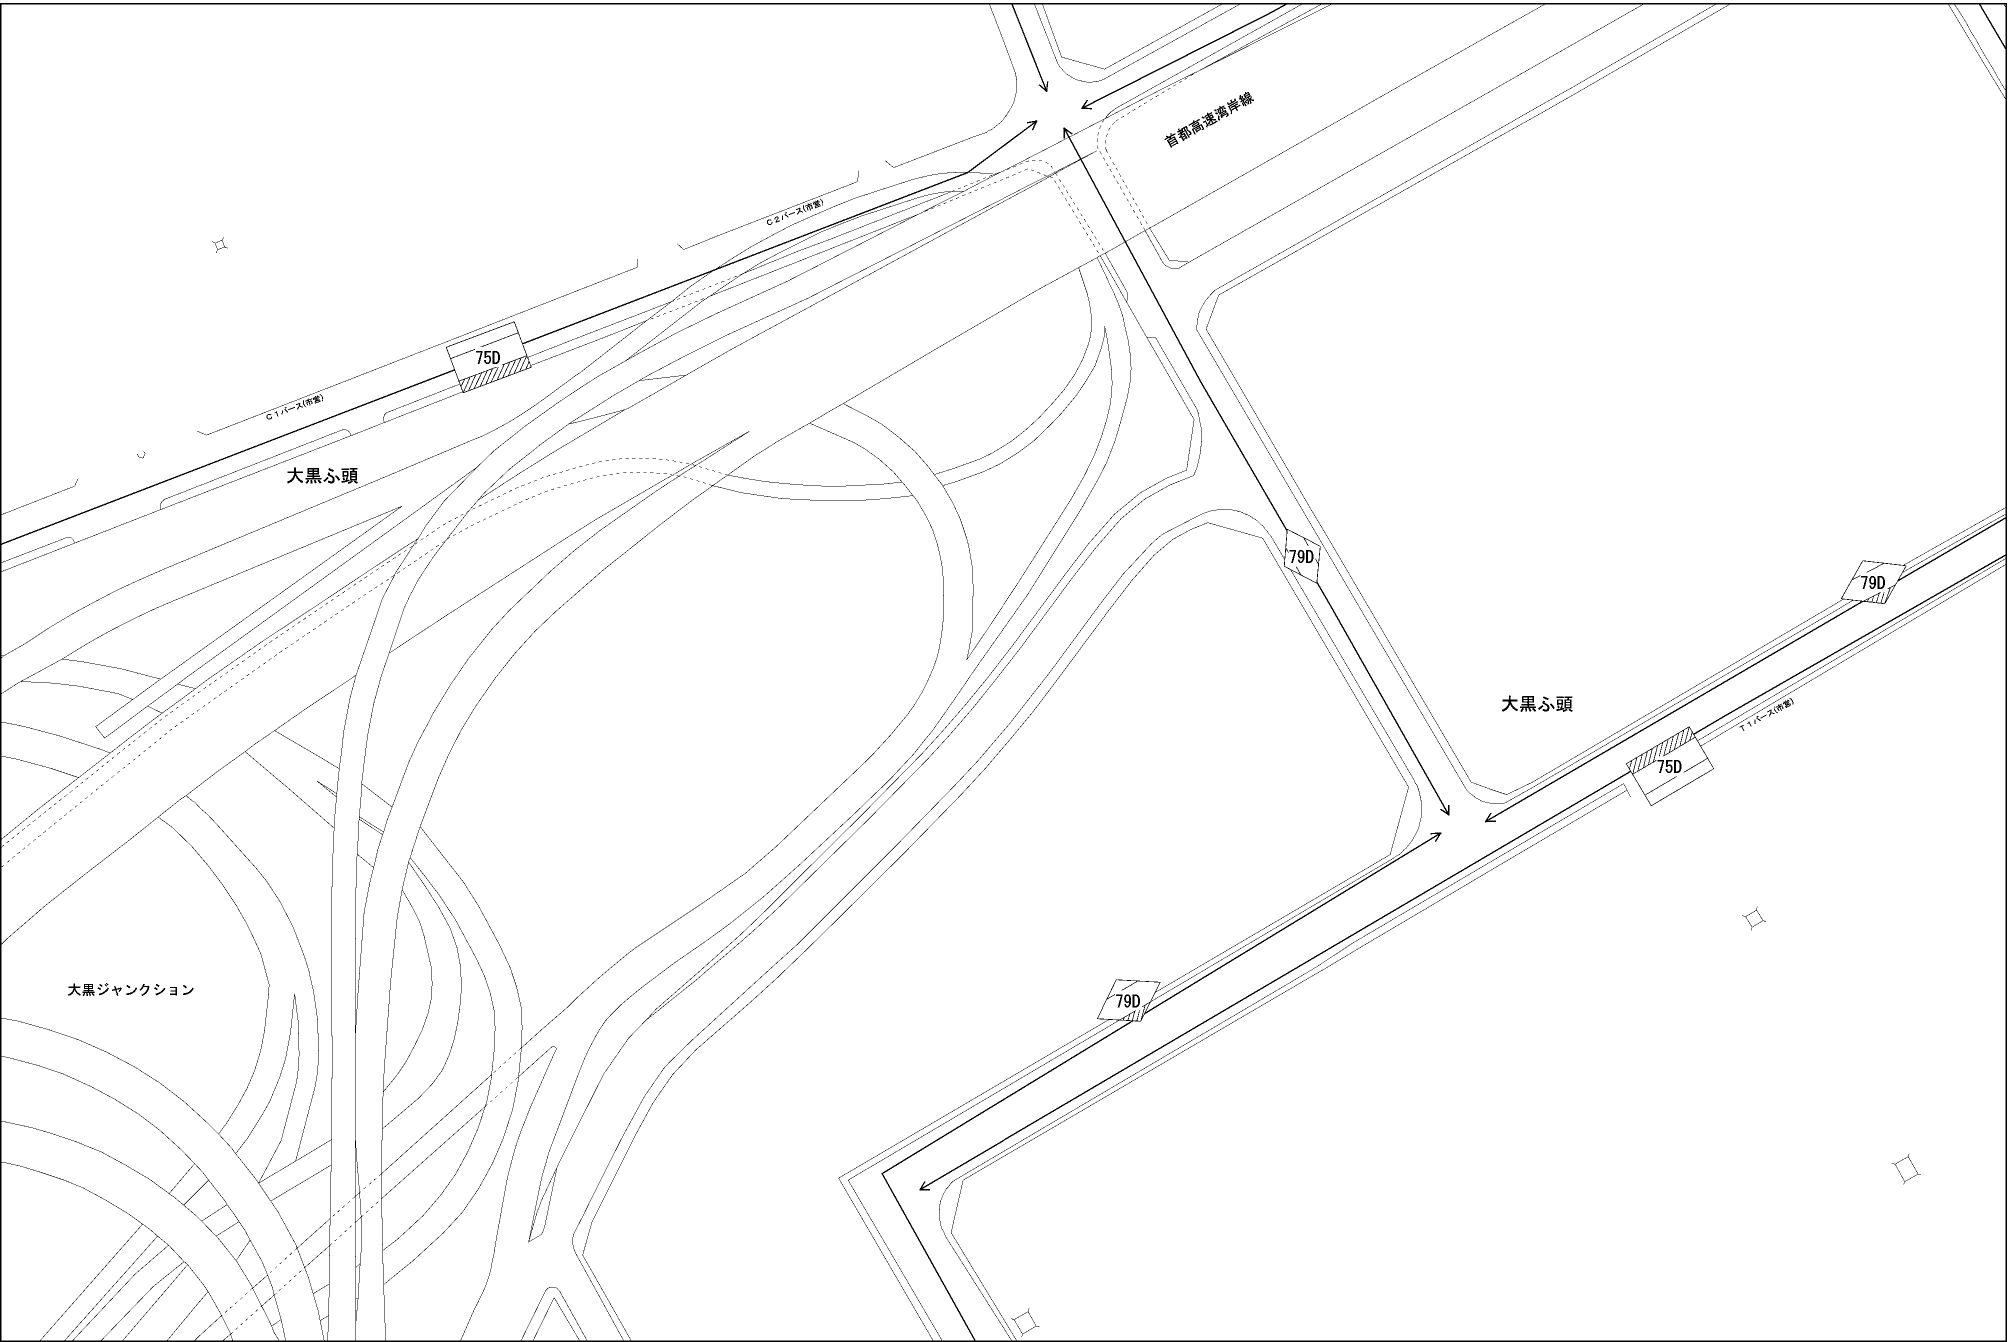 首都高速湾岸線
C2バース(市営)
75D
C1バース(市営)
大黒ふ頭
79D
79D
大黒ふ頭
T1バース(市営)
75D
大黒ジャンクション
79D